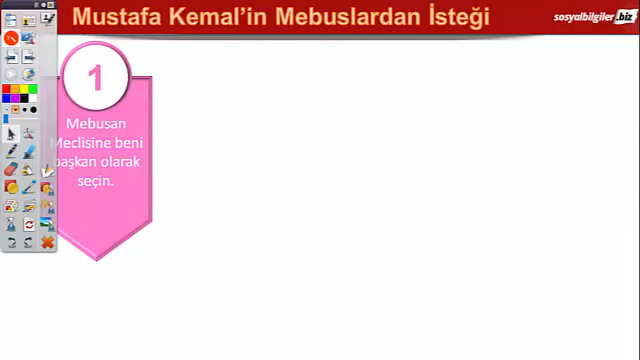 Mustafa Kemal'in Mebuslardan İsteği
sosyalbilgiler.biz
1
Mebusan
Meclisine beni
başkan olarak
seçin.